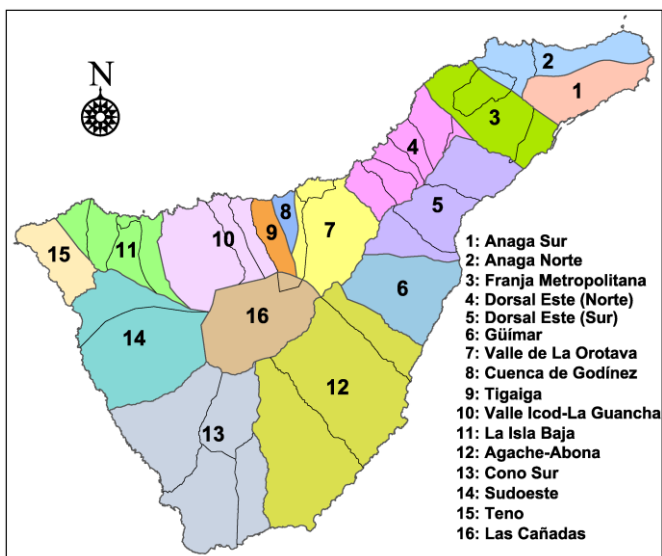 N
2
1
3
4
5
8
9
7
10
11
15
6
16
14
12
13
1: Anaga Sur
2: Anaga Norte
3: Franja Metropolitana
4: Dorsal Este (Norte)
5: Dorsal Este (Sur)
6: Güímar
7: Valle de La Orotava
8: Cuenca de Godínez
9: Tigaiga
10: Valle Icod-La Guancha
11: La Isla Baja
12: Agache-Abona
13: Cono Sur
14: Sudoeste
15: Teno
16: Las Cañadas